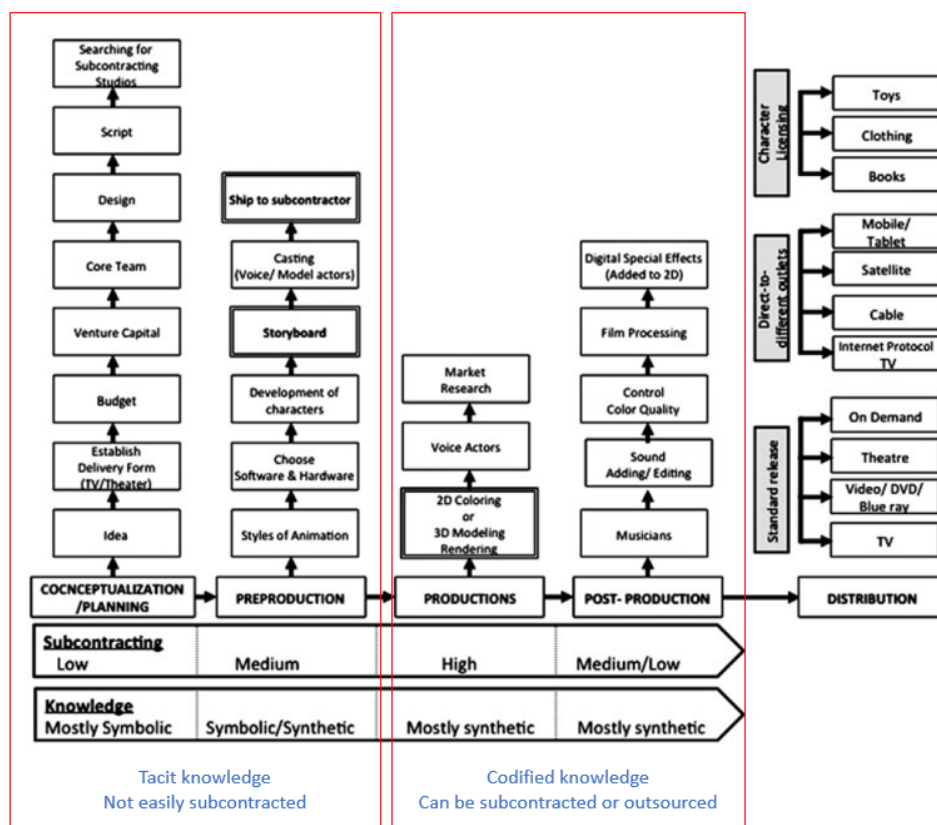 Searching for
Subcontracting
Studios
Script
Design
Core Team
Venture Capital
Budget
Establish
Delivery Form
(TV/Theater)
Idea
COCNCEPTUALIZATION
/PLANNING
Ship to subcontractor
Casting
(Voice/ Model actors)
Storyboard
Development of
characters
Choose
Software & Hardware
Styles of Animation
PREPRODUCTION
Market
Research
Voice Actors
2D Coloring
or
3D Modeling
Rendering
PRODUCTIONS
Digital Special Effects
(Added to 2D)
Film Processing
Control
Color Quality
Sound
Adding/ Editing
Musicians
POST- PRODUCTION
Character
Licensing
Toys
Clothing
Books
Direct-to-
different outlets
Mobile/
Tablet
Satellite
Cable
Internet Protocol
TV
Standard release
On Demand
Theatre
Video/ DVD/
Blue ray
TV
DISTRIBUTION
Subcontracting
Low Medium High Medium/Low
Knowledge
Mostly Symbolic Symbolic/Synthetic Mostly synthetic Mostly synthetic
Tacit knowledge
Not easily subcontracted
Codified knowledge
Can be subcontracted or outsourced